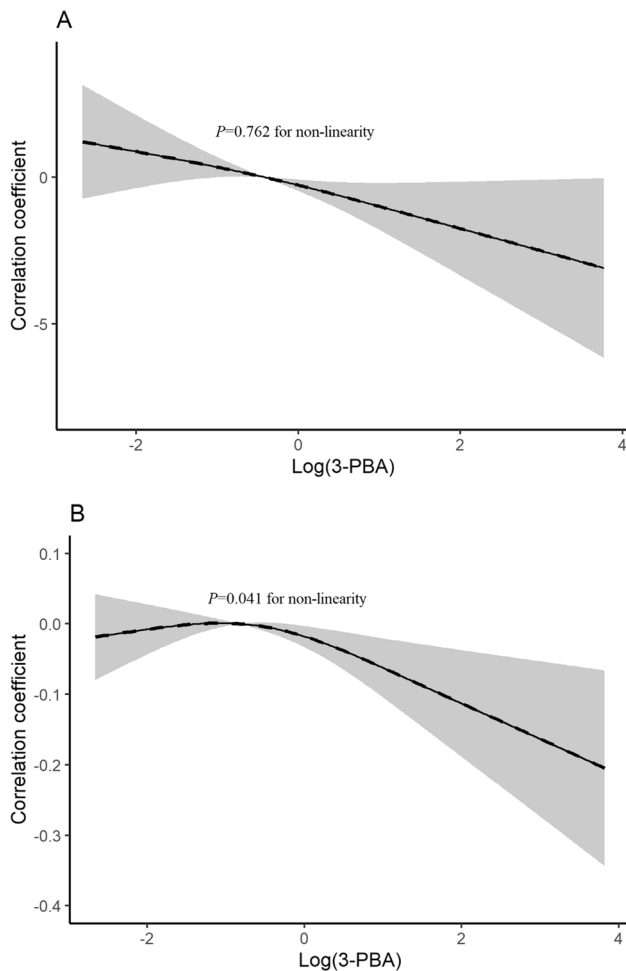 A
P=0.762 for non-linearity
Correlation coefficient
0
-5
-2
0
2
4
Log(3-PBA)
B
P=0.041 for non-linearity
Correlation coefficient
0.1
0.0
-0.1
-0.2
-0.3
-0.4
-2
0
2
4
Log(3-PBA)